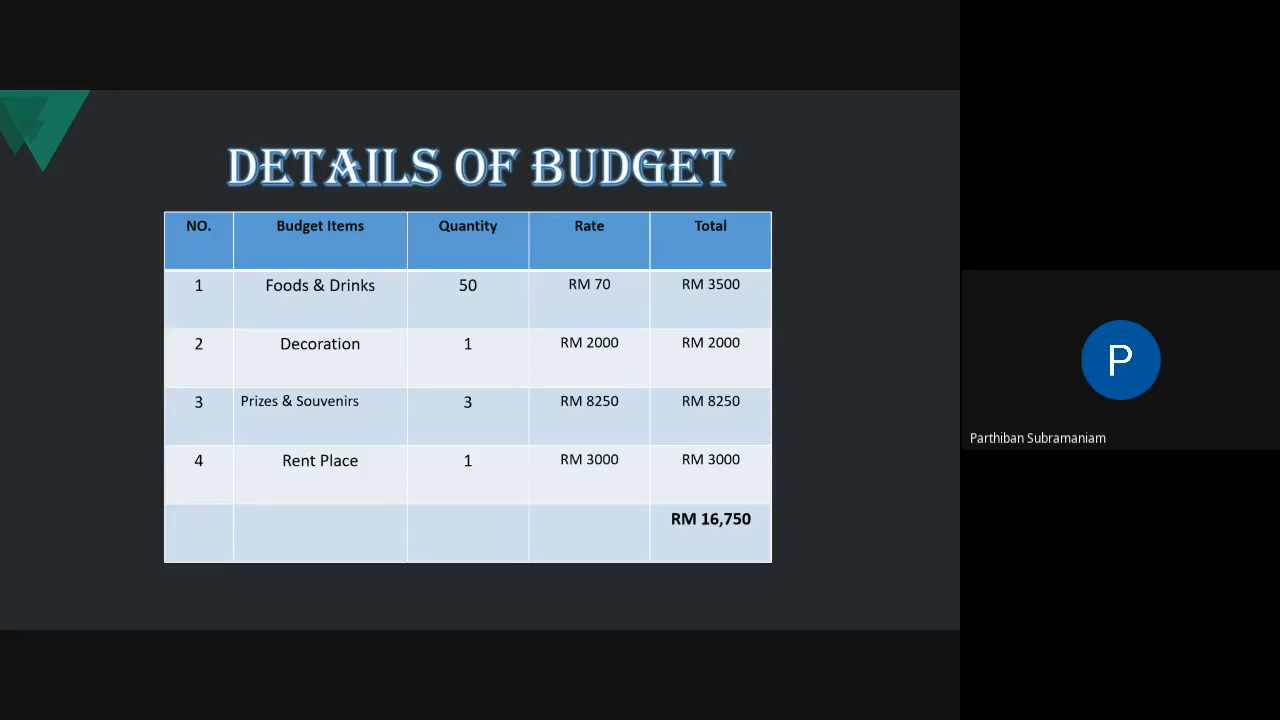 DETAILS OF BUDGET
NO. Budget Items Quantity Rate Total
1 Foods & Drinks 50 RM 70 RM 3500
2 Decoration 1 RM 2000 RM 2000
3 Prizes & Souvenirs 3 RM 8250 RM 8250
4 Rent Place 1 RM 3000 RM 3000
RM 16,750
P
Parthiban Subramaniam